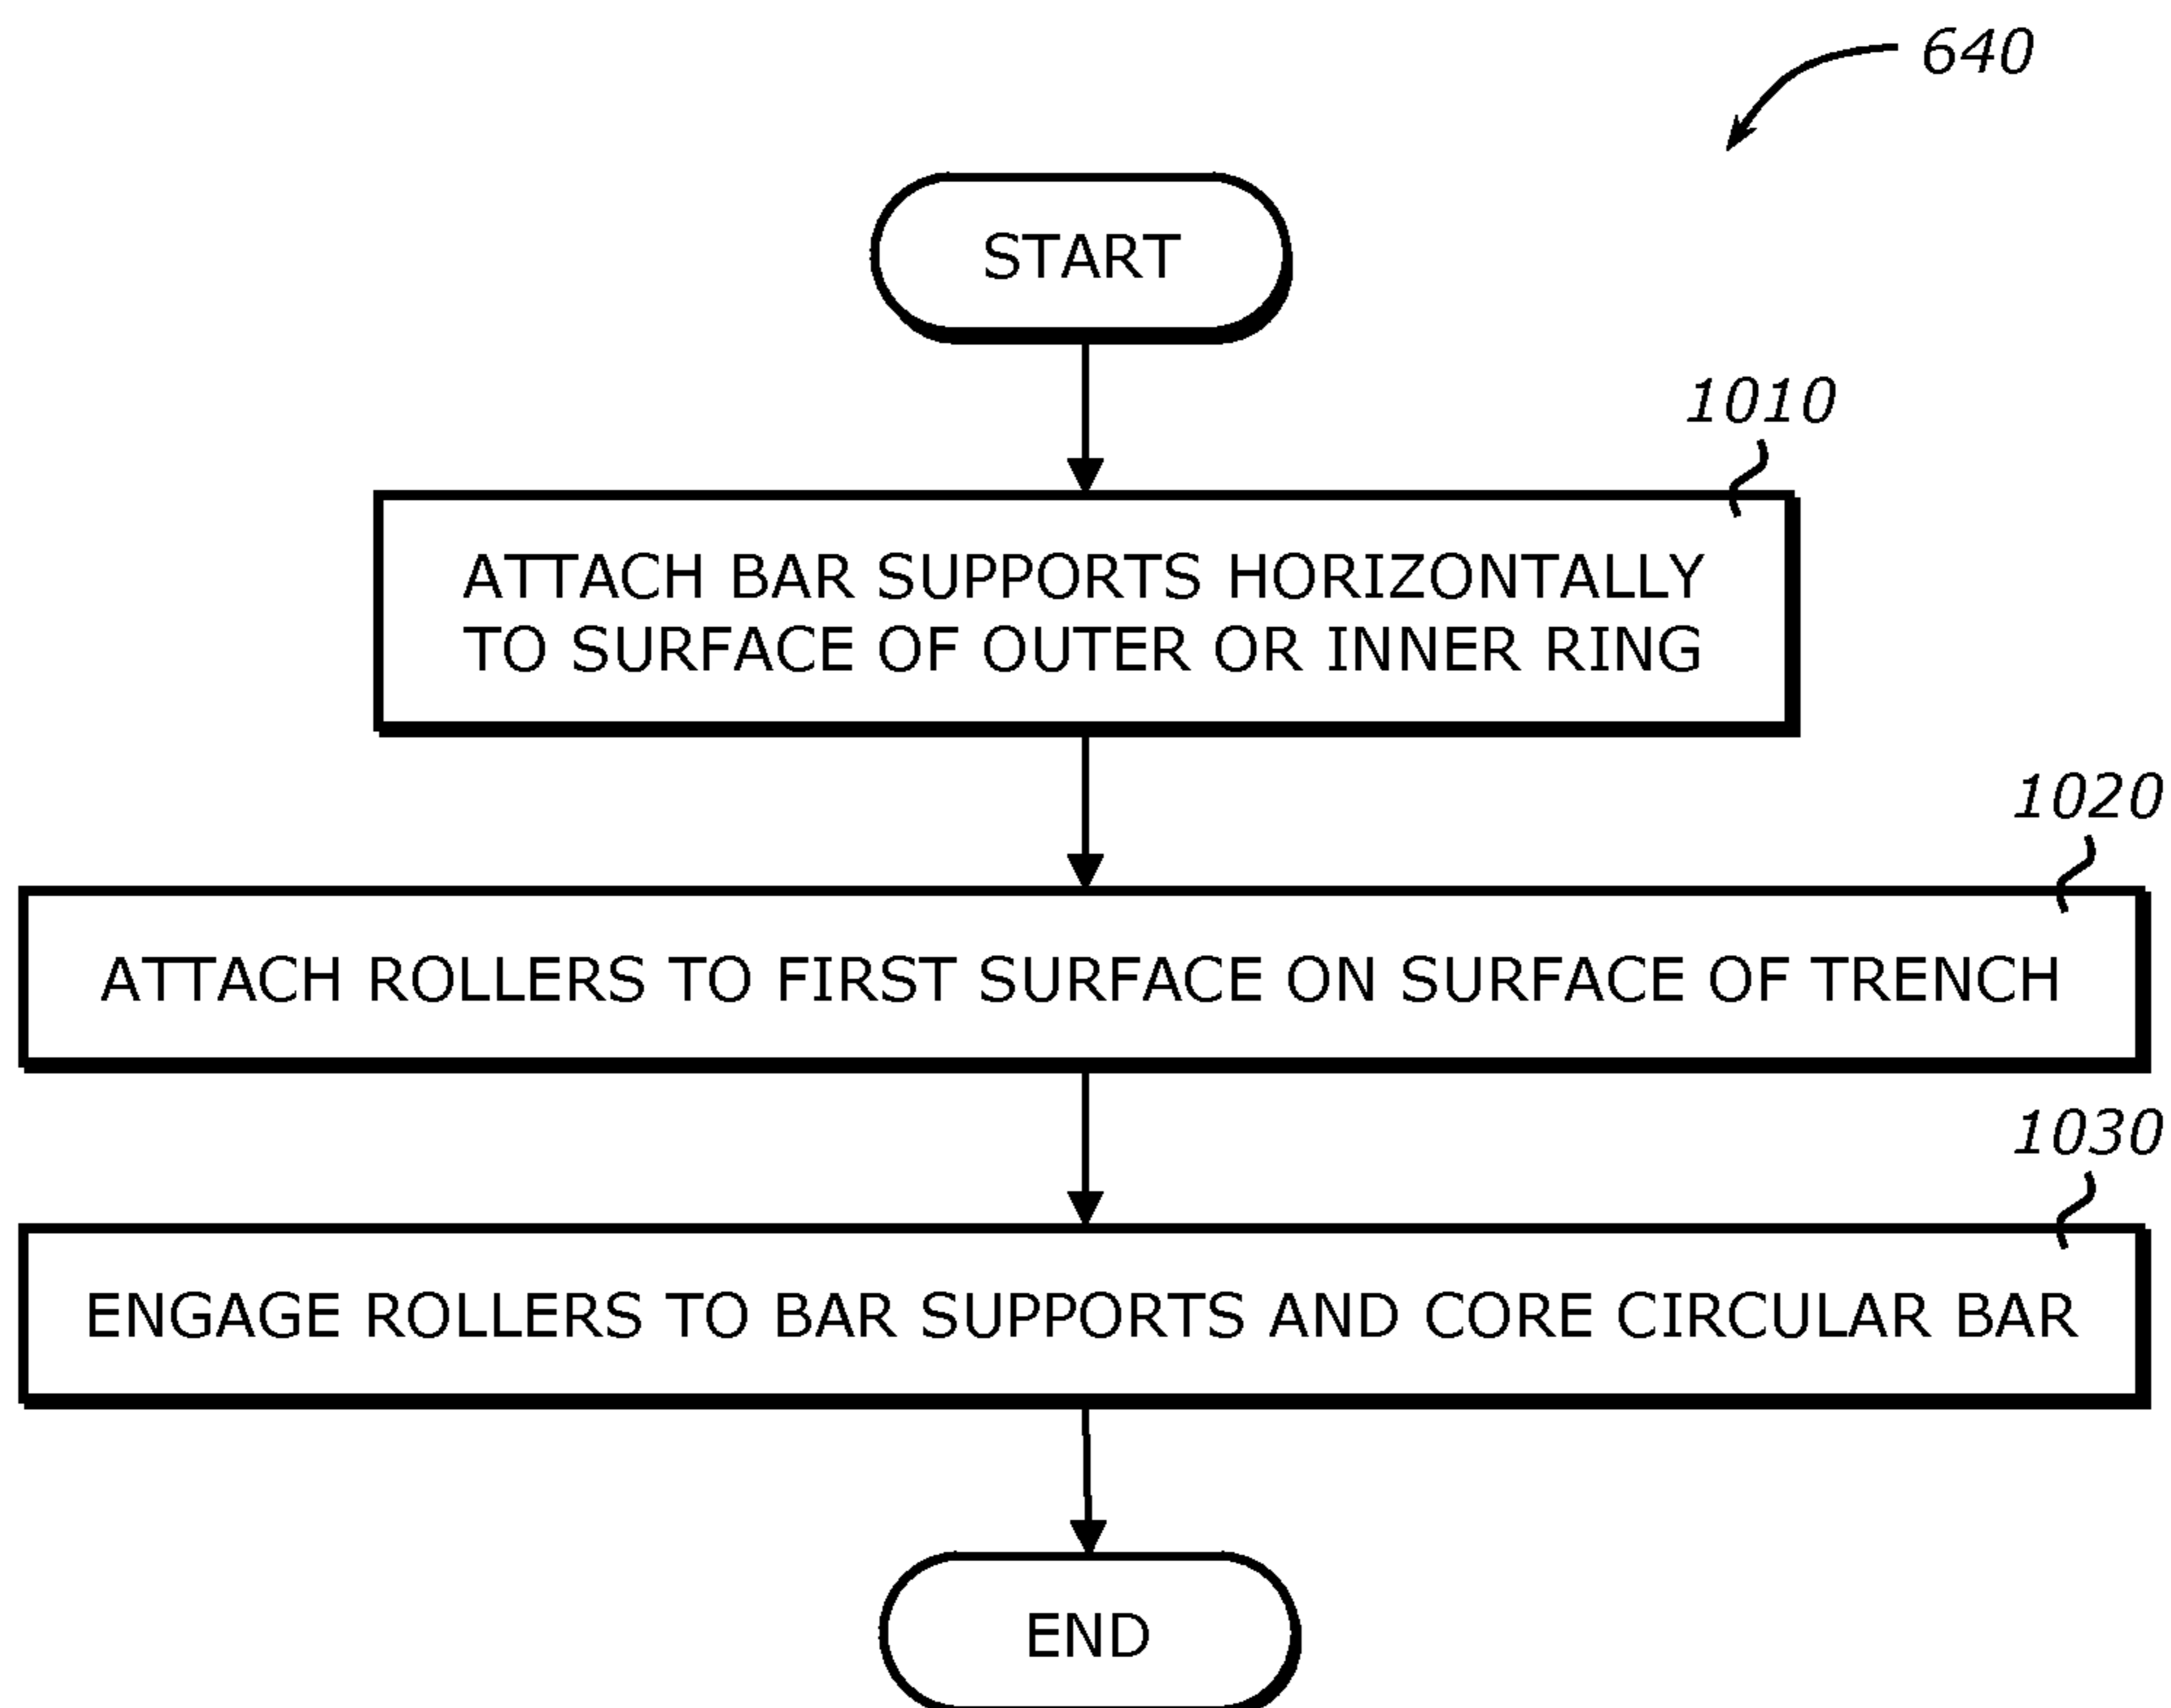 640
START
1010
ATTACH BAR SUPPORTS HORIZONTALLY
TO SURFACE OF OUTER OR INNER RING
1020
ATTACH ROLLERS TO FIRST SURFACE ON SURFACE OF TRENCH
1030
ENGAGE ROLLERS TO BAR SUPPORTS AND CORE CIRCULAR BAR
END